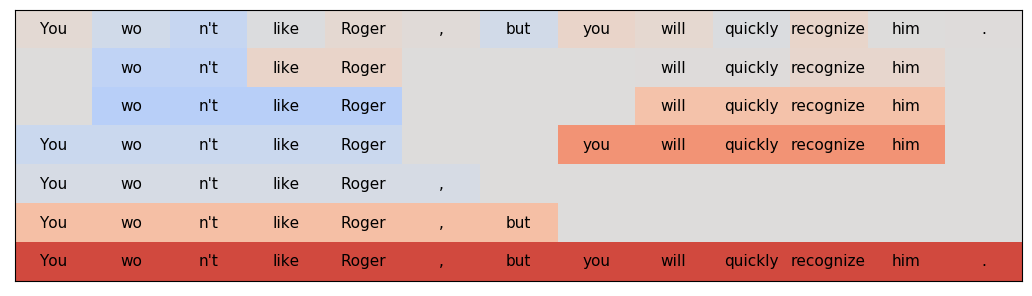 You wo n't like Roger , but you will quickly recognize him .
wo n't like Roger will quickly recognize him
wo n't like Roger will quickly recognize him
You wo n't like Roger you will quickly recognize him
You wo n't like Roger ,
You wo n't like Roger , but
You wo n't like Roger , but you will quickly recognize him .